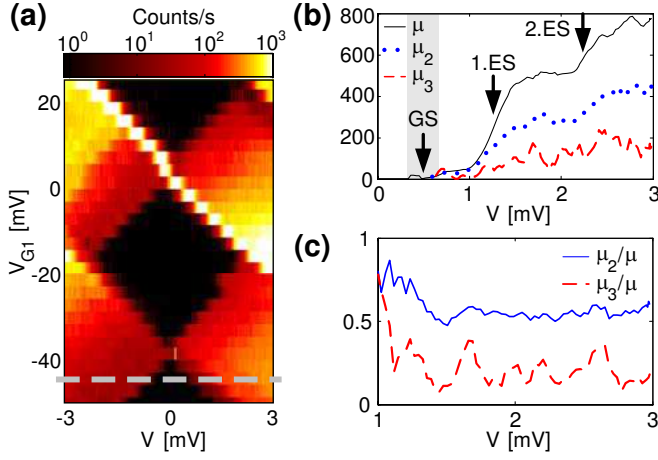 (a)
Counts/s
10^0 10^1 10^2 10^3
20
0
-20
-40
V_G1 [mV]
-3 0 3
V [mV]
(b)
800
600
400
200
0
μ
μ_2
μ_3
GS
1.ES
2.ES
0 1 2 3
V [mV]
(c)
1
0.5
0
μ_2/μ
μ_3/μ
1 2 3
V [mV]